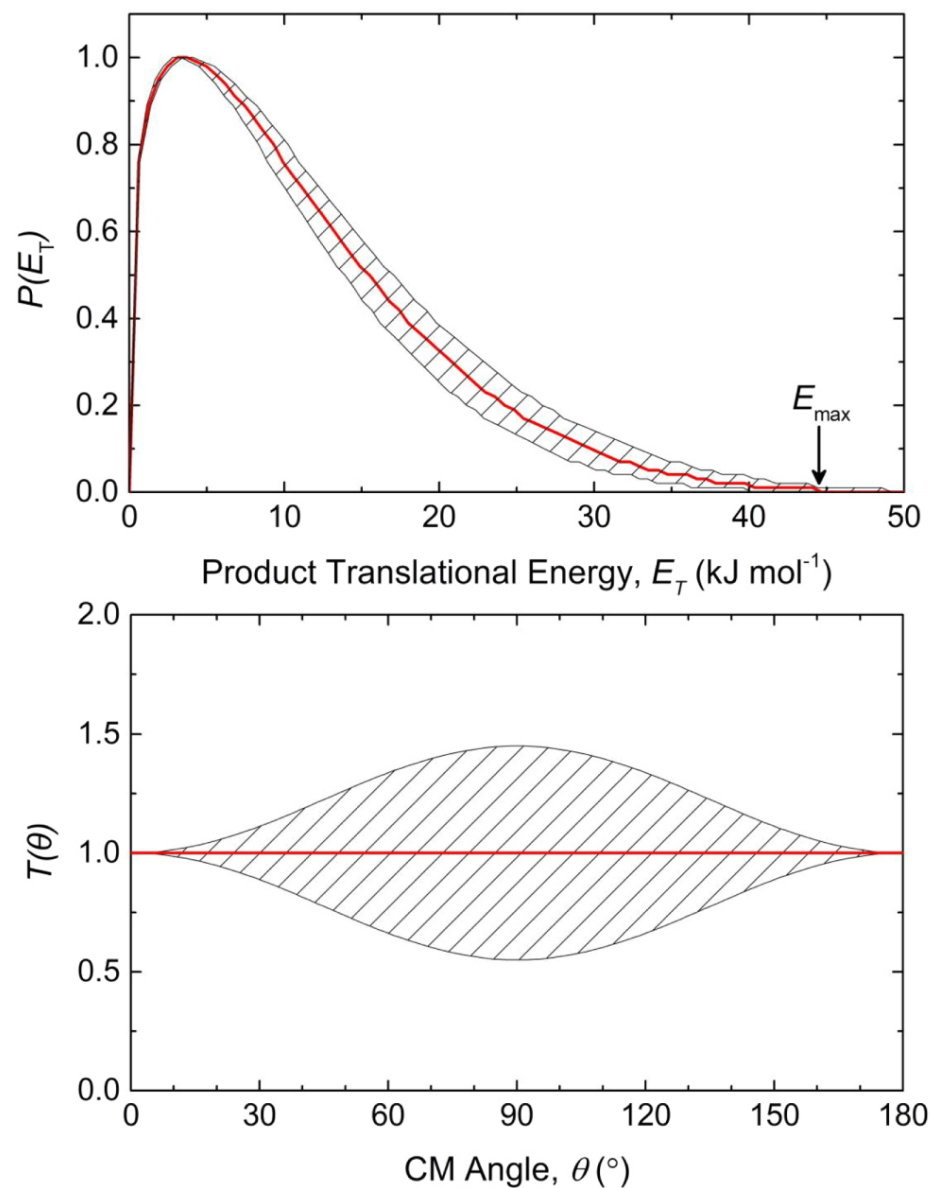 1.0
0.8
0.6
0.4
0.2
0.0
P(E_T)
E_max
0 10 20 30 40 50
Product Translational Energy, E_T (kJ mol⁻¹)
2.0
1.5
1.0
0.5
0.0
T(θ)
0 30 60 90 120 150 180
CM Angle, θ (°)